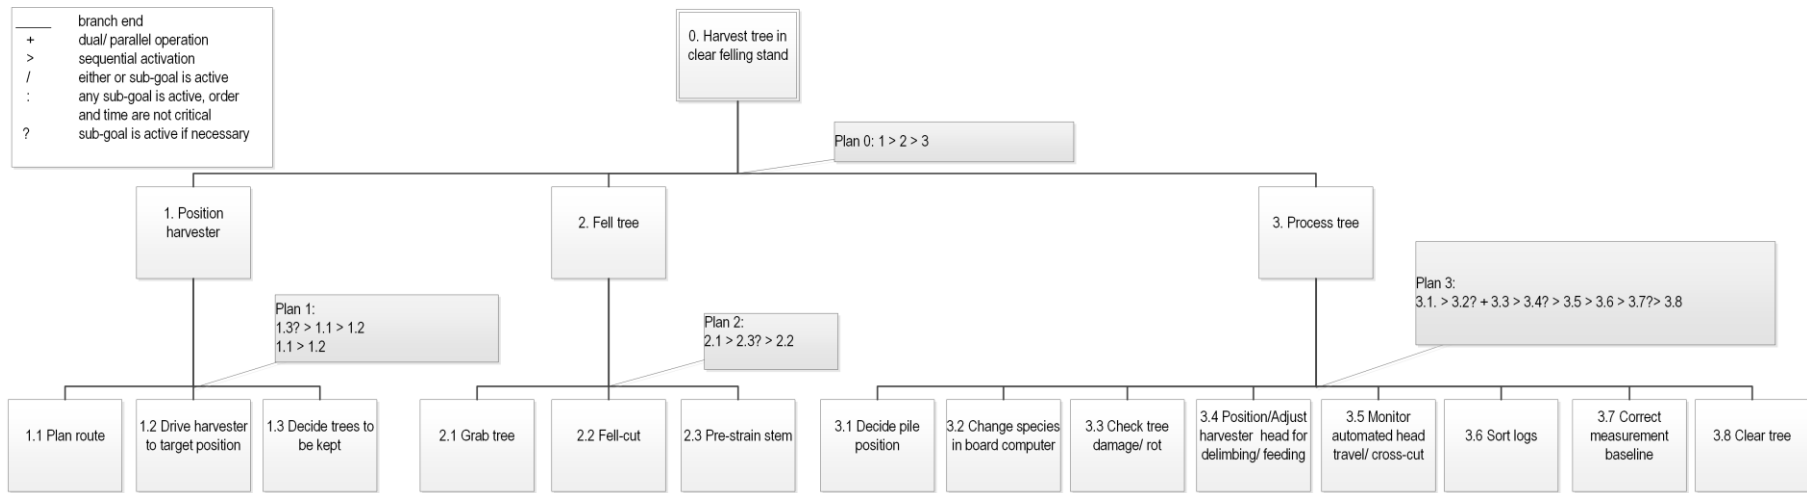 _____ branch end
+ dual/ parallel operation
> sequential activation
/ either or sub-goal is active
: any sub-goal is active, order
and time are not critical
? sub-goal is active if necessary
0. Harvest tree in
clear felling stand
Plan 0: 1 > 2 > 3
1. Position
harvester
2. Fell tree
3. Process tree
Plan 1:
1.3? > 1.1 > 1.2
1.1 > 1.2
Plan 2:
2.1 > 2.3? > 2.2
Plan 3:
3.1. > 3.2? + 3.3 > 3.4? > 3.5 > 3.6 > 3.7?> 3.8
1.1 Plan route
1.2 Drive harvester
to target position
1.3 Decide trees to
be kept
2.1 Grab tree
2.2 Fell-cut
2.3 Pre-strain stem
3.1 Decide pile
position
3.2 Change species
in board computer
3.3 Check tree
damage/ rot
3.4 Position/Adjust
harvester head for
delimbing/ feeding
3.5 Monitor
automated head
travel/ cross-cut
3.6 Sort logs
3.7 Correct
measurement
baseline
3.8 Clear tree